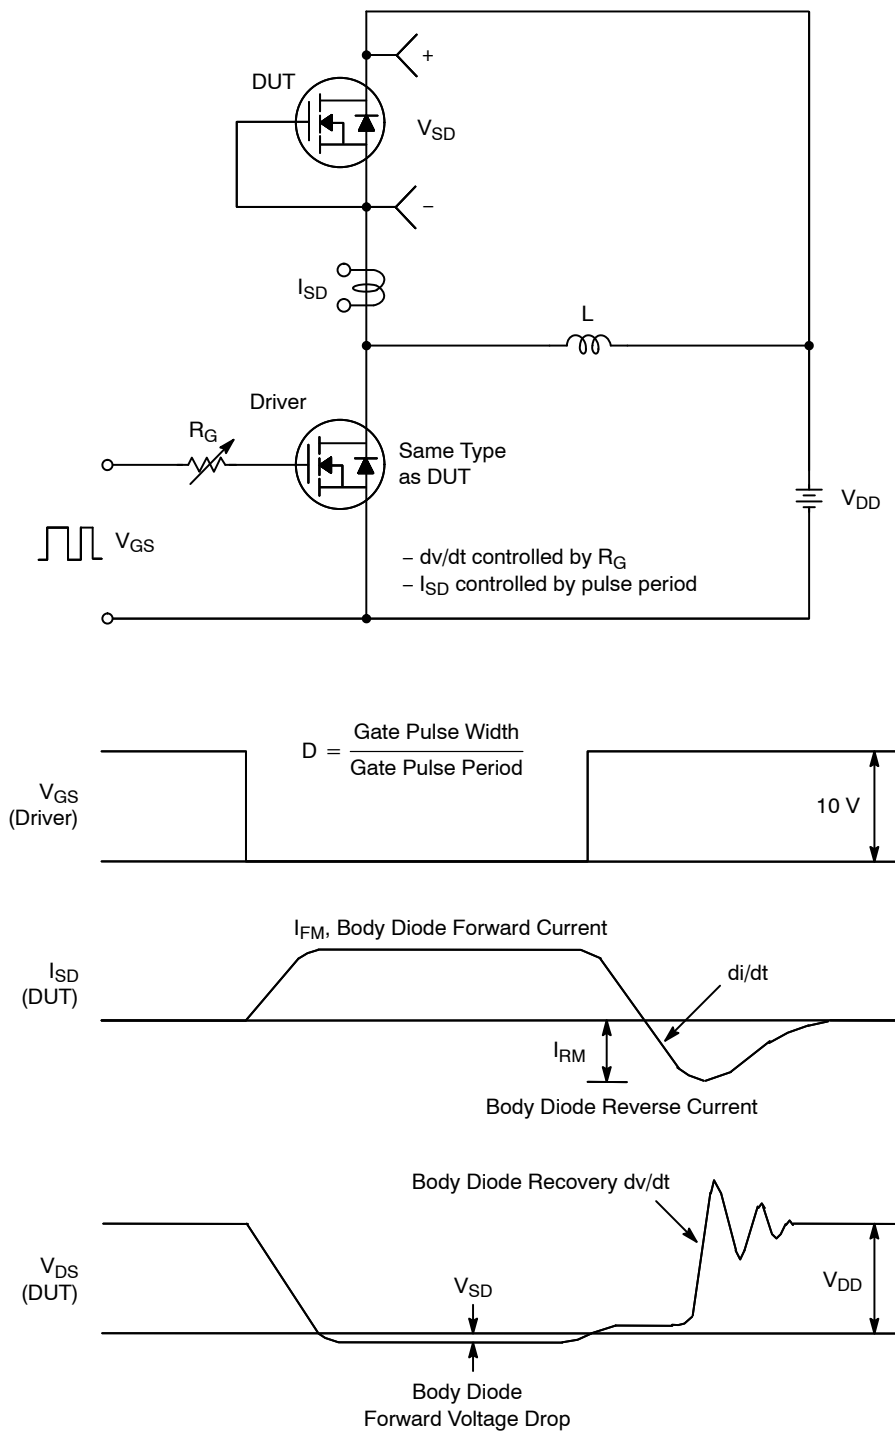 +
DUT
V_SD
−
I_SD
L
Driver
R_G
Same Type
as DUT
V_DD
V_GS
− dv/dt controlled by R_G
− I_SD controlled by pulse period
D = Gate Pulse Width
Gate Pulse Period
V_GS
(Driver)
10 V
I_FM, Body Diode Forward Current
I_SD
(DUT)
di/dt
I_RM
Body Diode Reverse Current
Body Diode Recovery dv/dt
V_DS
(DUT)
V_SD
V_DD
Body Diode
Forward Voltage Drop